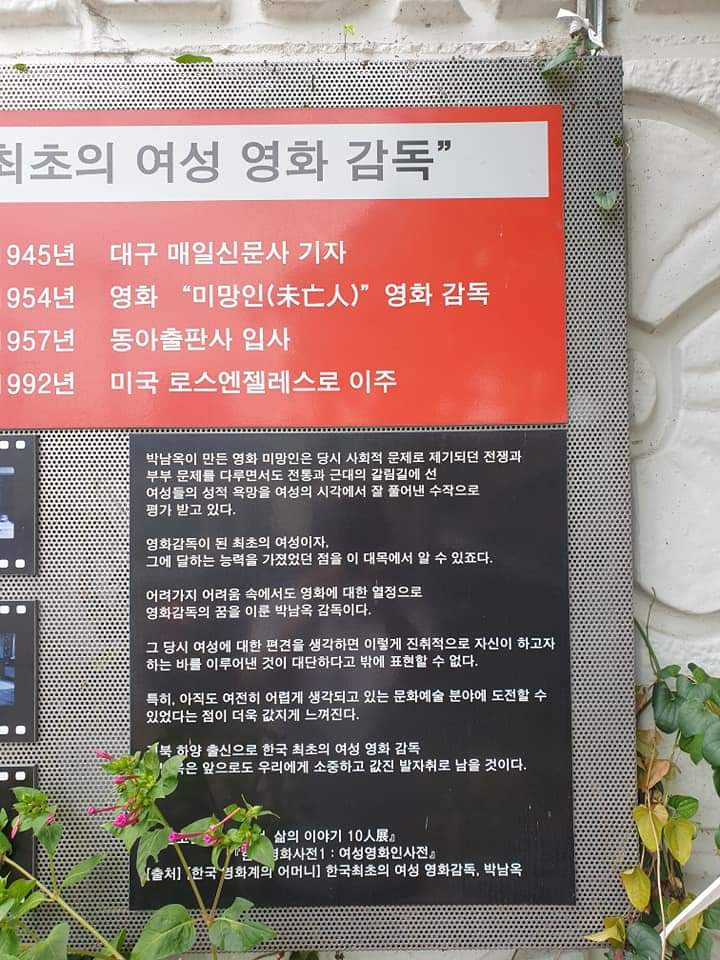 최초의 여성 영화 감독”
1945년 대구 매일신문사 기자
1954년 영화 “미망인(未亡人)” 영화 감독
1957년 동아출판사 입사
1992년 미국 로스엔젤레스로 이주
박남옥이 만든 영화 미망인은 당시 사회적 문제로 제기되던 전쟁과
부부 문제를 다루면서도 전통과 근대의 갈림길에 선
여성들의 성적 욕망을 여성의 시각에서 잘 풀어낸 수작으로
평가 받고 있다.
영화감독이 된 최초의 여성이자,
그에 달하는 능력을 가졌었던 점을 이 대목에서 알 수 있죠다.
어려가지 어려움 속에서도 영화에 대한 열정으로
영화감독의 꿈을 이룬 박남옥 감독이다.
그 당시 여성에 대한 편견을 생각하면 이렇게 진취적으로 자신이 하고자
하는 바를 이루어낸 것이 대단하다고 밖에 표현할 수 없다.
특히, 아직도 여전히 어렵게 생각되고 있는 문화예술 분야에 도전할 수
있었다는 점이 더욱 값지게 느껴진다.
하양 출신으로 한국 최초의 여성 영화 감독
앞으로도 우리에게 소중하고 값진 발자취로 남을 것이다.
삶의 이야기 10人展』
영화사전1 : 여성영화인사전』
[출처] [한국 영화계의 어머니] 한국최초의 여성 영화감독, 박남옥